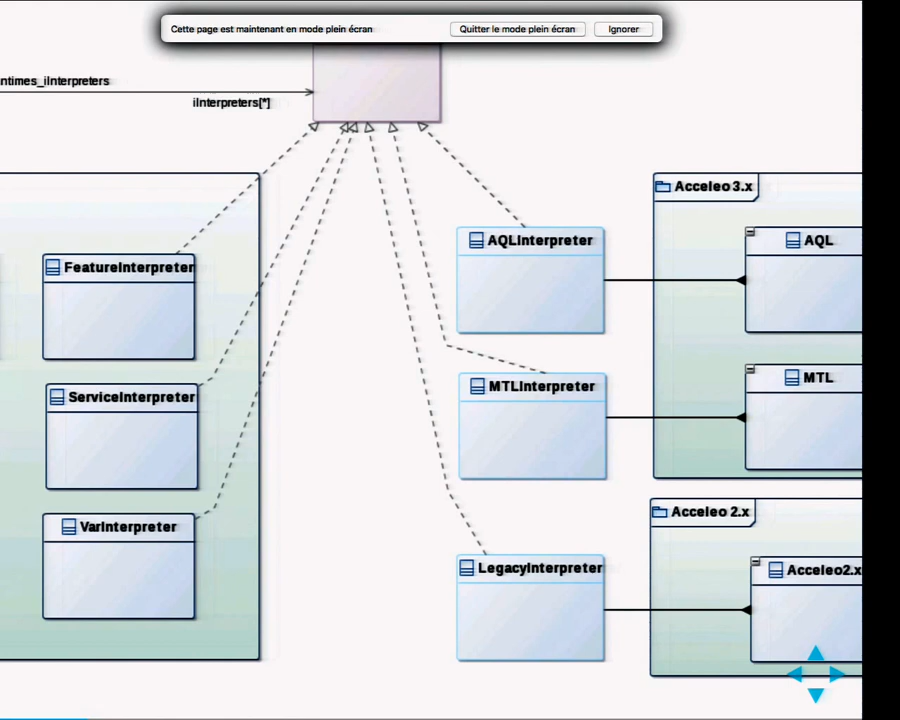 Cette page est maintenant en mode plein écran
Quitter le mode plein écran
Ignorer
ntimes_iInterpreters
iInterpreters[*]
Acceleo 3.x
AQLInterpreter
AQL
FeatureInterpreter
MTLInterpreter
MTL
ServiceInterpreter
Acceleo 2.x
VarInterpreter
LegacyInterpreter
Acceleo2.x